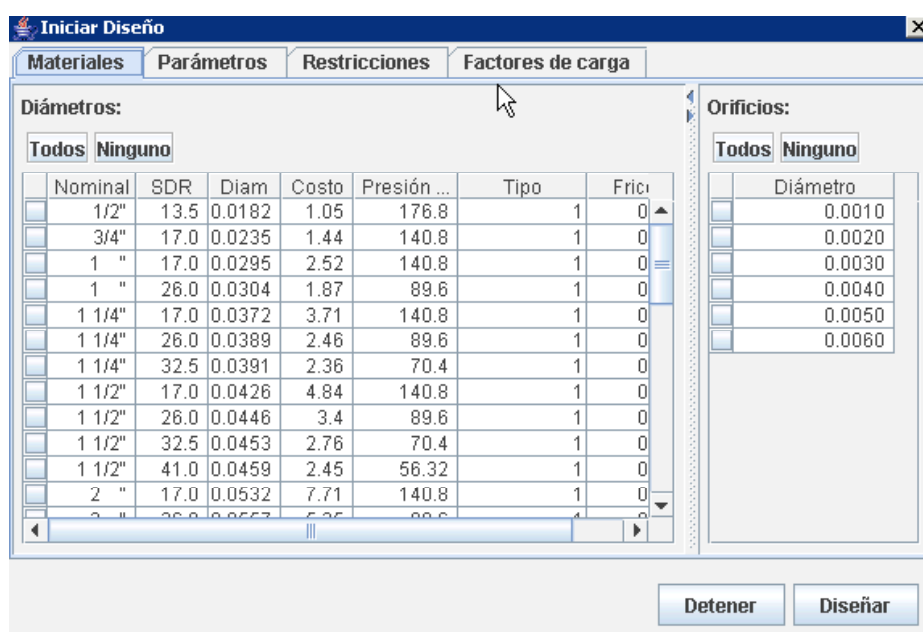 Iniciar Diseño
Materiales Parámetros Restricciones Factores de carga
Diámetros:
Todos Ninguno
Nominal SDR Diam Costo Presión ... Tipo Fricc
1/2" 13.5 0.0182 1.05 176.8 1 0
3/4" 17.0 0.0235 1.44 140.8 1 0
1 " 17.0 0.0295 2.52 140.8 1 0
1 " 26.0 0.0304 1.87 89.6 1 0
1 1/4" 17.0 0.0372 3.71 140.8 1 0
1 1/4" 26.0 0.0389 2.46 89.6 1 0
1 1/4" 32.5 0.0391 2.36 70.4 1 0
1 1/2" 17.0 0.0426 4.84 140.8 1 0
1 1/2" 26.0 0.0446 3.4 89.6 1 0
1 1/2" 32.5 0.0453 2.76 70.4 1 0
1 1/2" 41.0 0.0459 2.45 56.32 1 0
2 " 17.0 0.0532 7.71 140.8 1 0
Orificios:
Todos Ninguno
Diámetro
0.0010
0.0020
0.0030
0.0040
0.0050
0.0060
Detener Diseñar